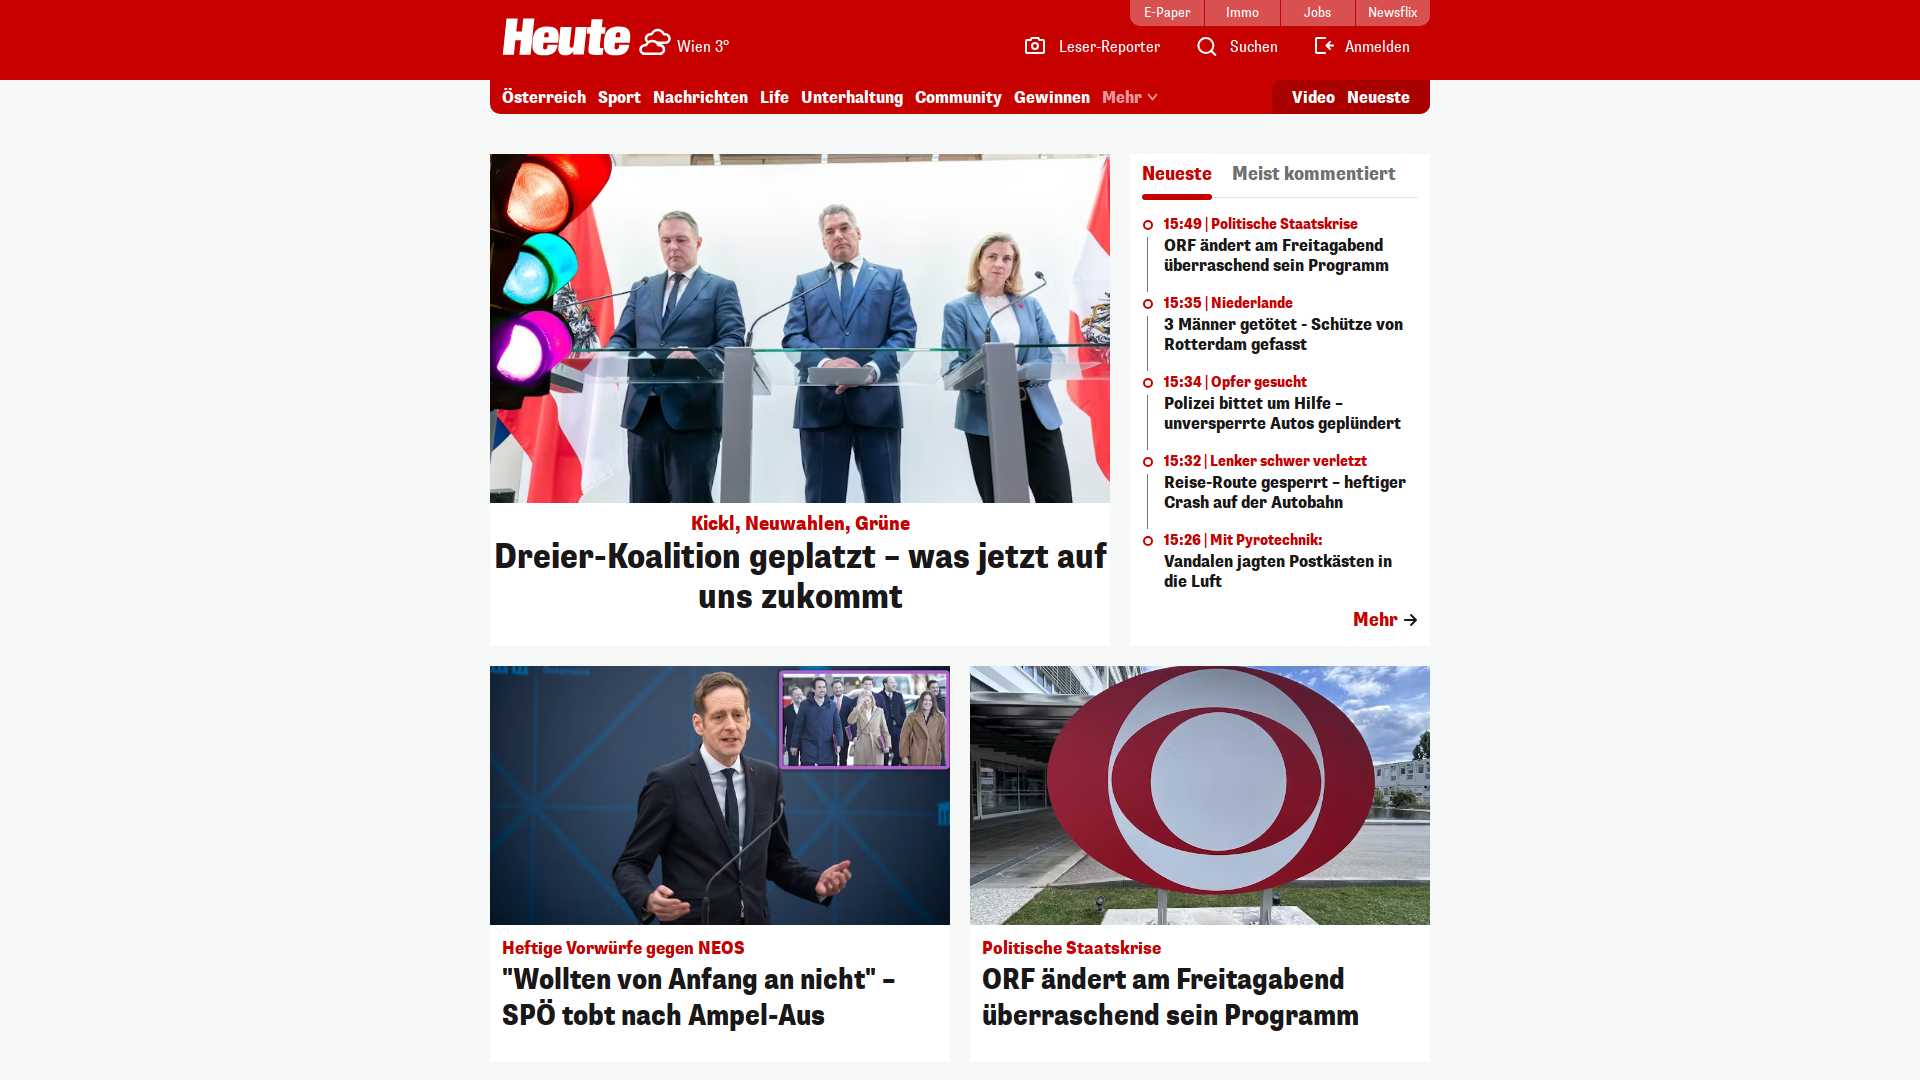 E-Paper
Immo
Jobs
Newsflix
Heute
Wien 3°
Leser-Reporter
Suchen
Anmelden
Österreich
Sport
Nachrichten
Life
Unterhaltung
Community
Gewinnen
Mehr
Video
Neueste
Kickl, Neuwahlen, Grüne
Dreier-Koalition geplatzt – was jetzt auf
uns zukommt
Neueste
Meist kommentiert
15:49 | Politische Staatskrise
ORF ändert am Freitagabend
überraschend sein Programm
15:35 | Niederlande
3 Männer getötet - Schütze von
Rotterdam gefasst
15:34 | Opfer gesucht
Polizei bittet um Hilfe –
unversperrte Autos geplündert
15:32 | Lenker schwer verletzt
Reise-Route gesperrt – heftiger
Crash auf der Autobahn
15:26 | Mit Pyrotechnik:
Vandalen jagten Postkästen in
die Luft
Mehr
Heftige Vorwürfe gegen NEOS
"Wollten von Anfang an nicht" –
SPÖ tobt nach Ampel-Aus
Politische Staatskrise
ORF ändert am Freitagabend
überraschend sein Programm